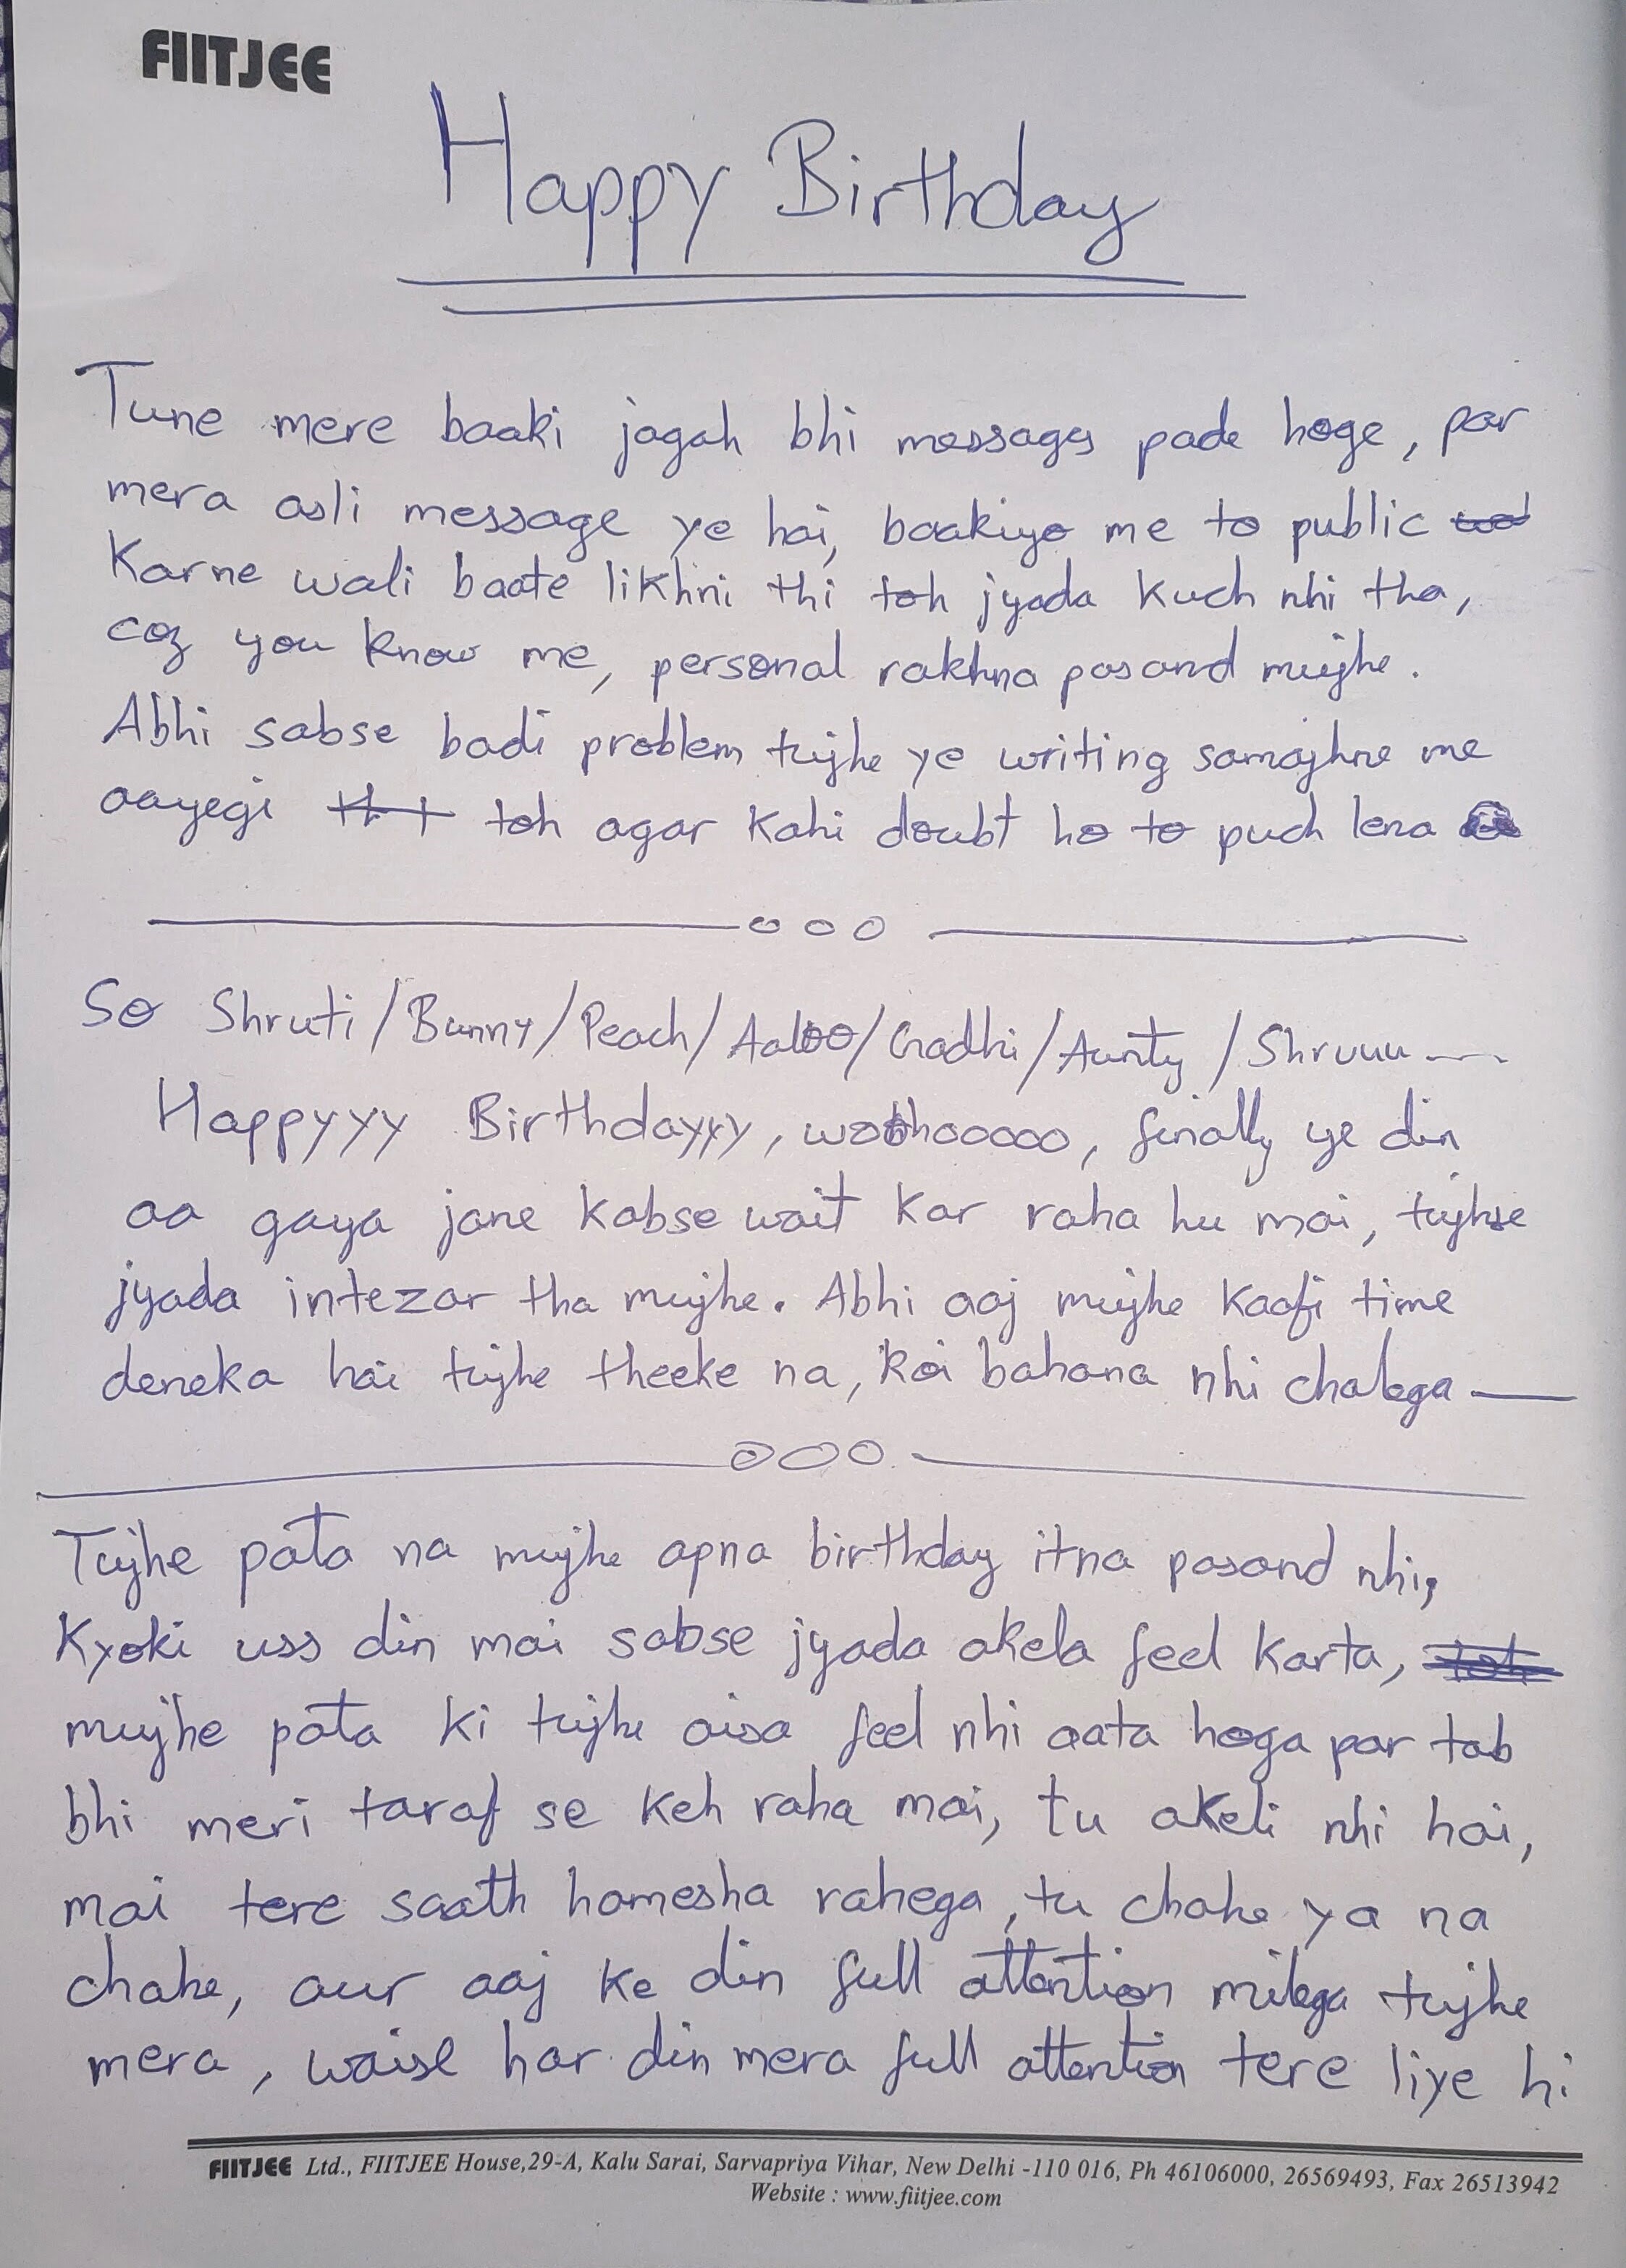 FIITJEE
Happy Birthday
Tune mere baaki jagah bhi messages pade hoge, par
mera asli message ye hai, baakiyo me to public
Karne wali baate likhni thi toh jyada kuch nhi tha,
coz you know me, personal rakhna pasand mujhe.
Abhi sabse badi problem tujhe ye writing samajhne me
aayegi toh agar kahi doubt ho to puch lena
So Shruti/Bunny/Peach/Aaloo/Gadhi/Aunty/Shruuu
Happyyy Birthdayyy, woohooooo, finally ye din
aa gaya jane kabse wait kar raha hu mai, tujhse
jyada intezar tha mujhe. Abhi aaj mujhe kaafi time
deneka hai tujhe theeke na, koi bahana nhi chalega
Tujhe pata na mujhe apna birthday itna pasand nhi,
Kyoki uss din mai sabse jyada akela feel karta,
mujhe pata ki tujhe aisa feel nhi aata hoga par tab
bhi meri taraf se keh raha mai, tu akeli nhi hai,
mai tere saath hamesha rahega, tu chahe ya na
chahe, aur aaj ke din full attention milega tujhe
mera, waise har din mera full attention tere liye hi
FIITJEE Ltd., FIITJEE House,29-A, Kalu Sarai, Sarvapriya Vihar, New Delhi -110 016, Ph 46106000, 26569493, Fax 26513942
Website : www.fiitjee.com